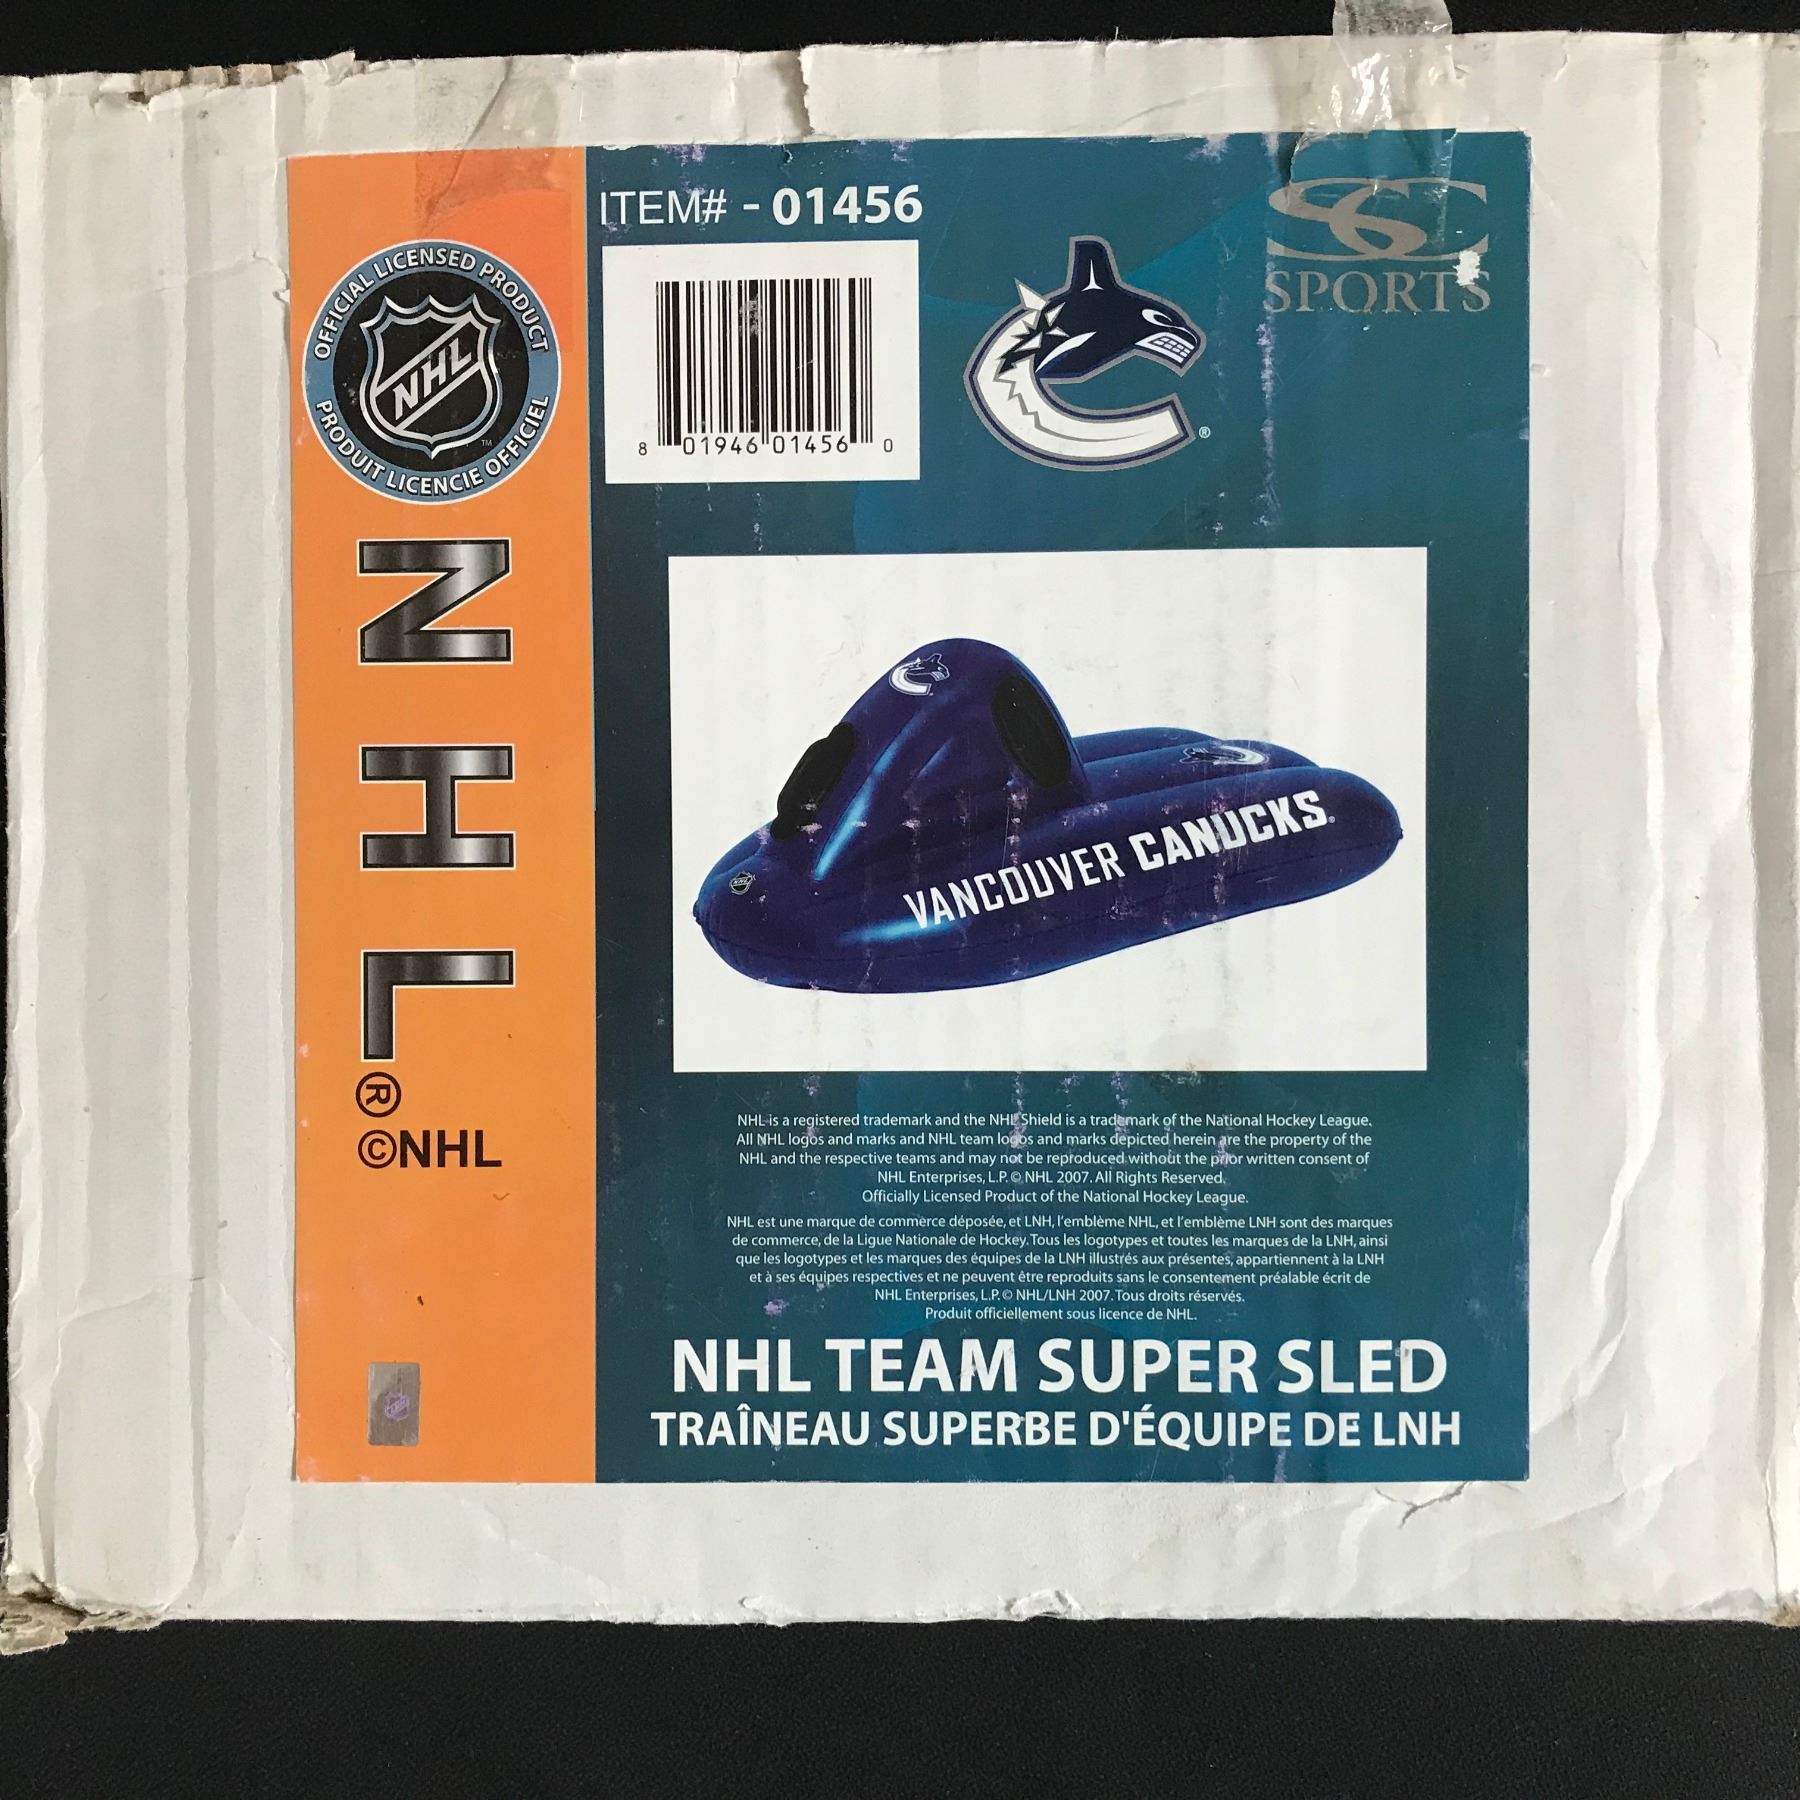 OFFICIAL LICENSED PRODUCT
NHL
TM
PRODUIT LICENCIE OFFICIEL
NHL®
©NHL
ITEM# - 01456
8 01946 01456 0
®
SC
SPORTS
NHL
VANCOUVER CANUCKS®
NHL is a registered trademark and the NHL Shield is a trademark of the National Hockey League.
All NHL logos and marks and NHL team logos and marks depicted herein are the property of the
NHL and the respective teams and may not be reproduced without the prior written consent of
NHL Enterprises, L.P. © NHL 2007. All Rights Reserved.
Officially Licensed Product of the National Hockey League.
NHL est une marque de commerce déposée, et LNH, l'emblème NHL, et l'emblème LNH sont des marques
de commerce, de la Ligue Nationale de Hockey. Tous les logotypes et toutes les marques de la LNH, ainsi
que les logotypes et les marques des équipes de la LNH illustrés aux présentes, appartiennent à la LNH
et à ses équipes respectives et ne peuvent être reproduits sans le consentement préalable écrit de
NHL Enterprises, L.P. © NHL/LNH 2007. Tous droits réservés.
Produit officiellement sous licence de NHL.
NHL TEAM SUPER SLED
TRAÎNEAU SUPERBE D'ÉQUIPE DE LNH